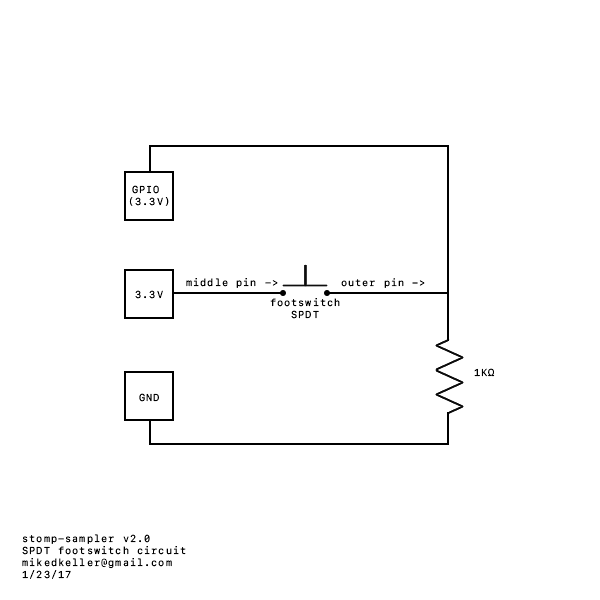 GPIO
(3.3V)
middle pin ->
outer pin ->
3.3V
footswitch
SPDT
1KΩ
GND
stomp-sampler v2.0
SPDT footswitch circuit
mikedkeller@gmail.com
1/23/17